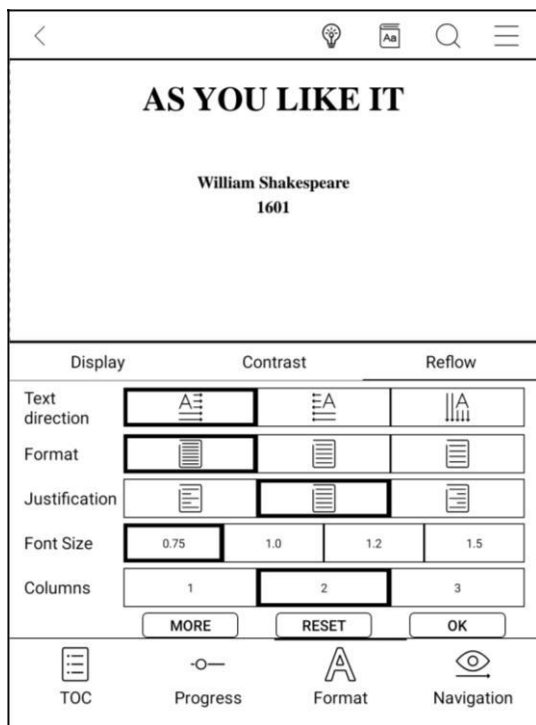 Aa
AS YOU LIKE IT
William Shakespeare
1601
Display Contrast Reflow
Text
direction
A A A
Format
Justification
Font Size 0.75 1.0 1.2 1.5
Columns 1 2 3
MORE RESET OK
A
TOC Progress Format Navigation